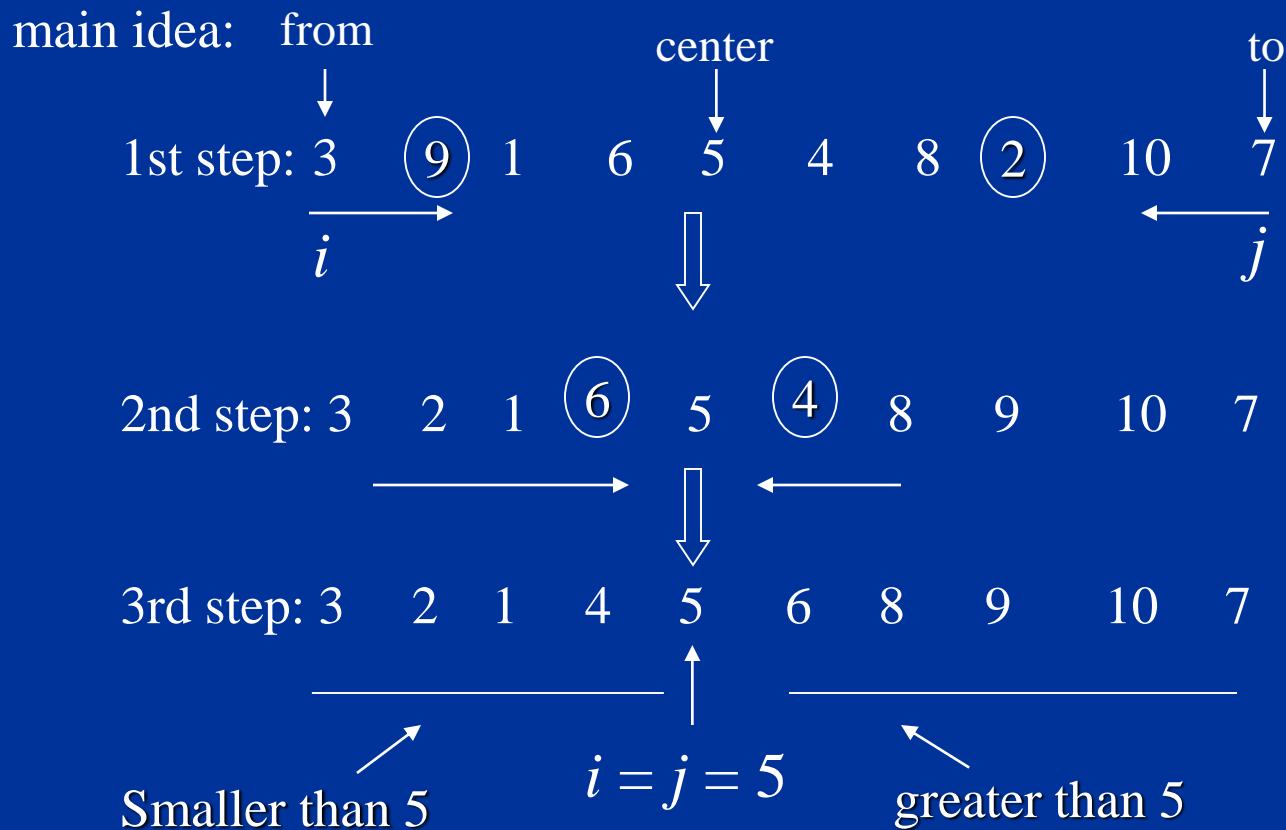 main idea: from center to
1st step: 3 9 1 6 5 4 8 2 10 7
i j
2nd step: 3 2 1 6 5 4 8 9 10 7
3rd step: 3 2 1 4 5 6 8 9 10 7
i = j = 5
Smaller than 5 greater than 5